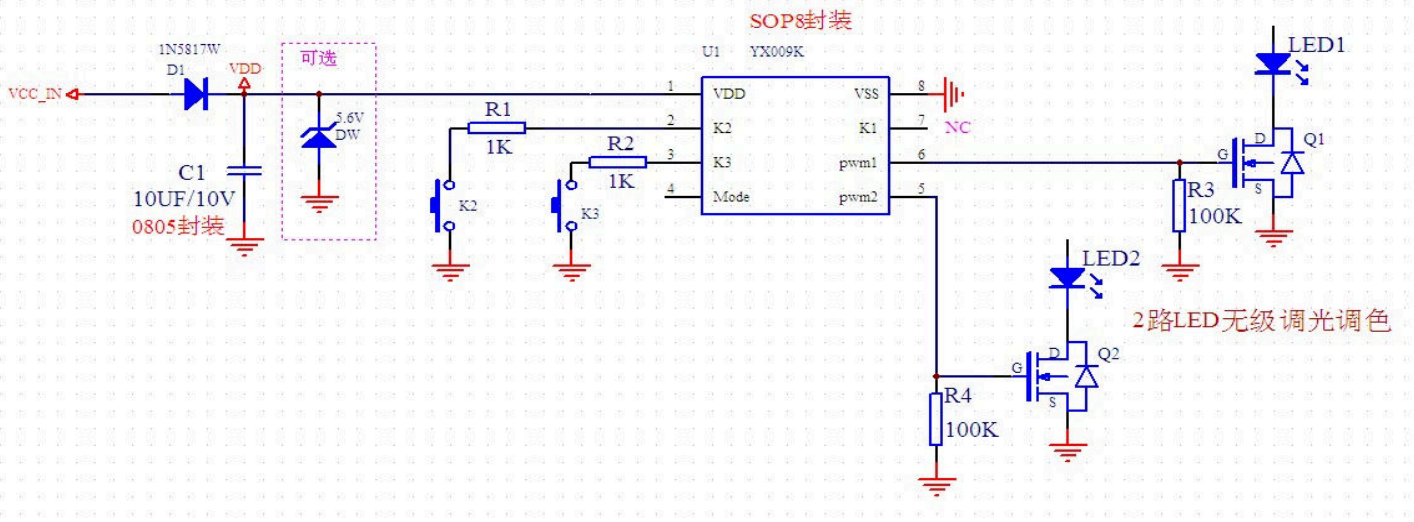 SOP8封装
U1 YX009K
1N5817W
D1
VCC_IN
VDD
可选
5.6V
DW
C1
10UF/10V
0805封装
R1
1K
R2
1K
K2
K3
1 VDD
2 K2
3 K3
4 Mode
VSS 8
K1 7
NC
pwm1 6
pwm2 5
LED1
D
G
S
Q1
R3
100K
LED2
D
G
S
Q2
R4
100K
2路LED无级调光调色